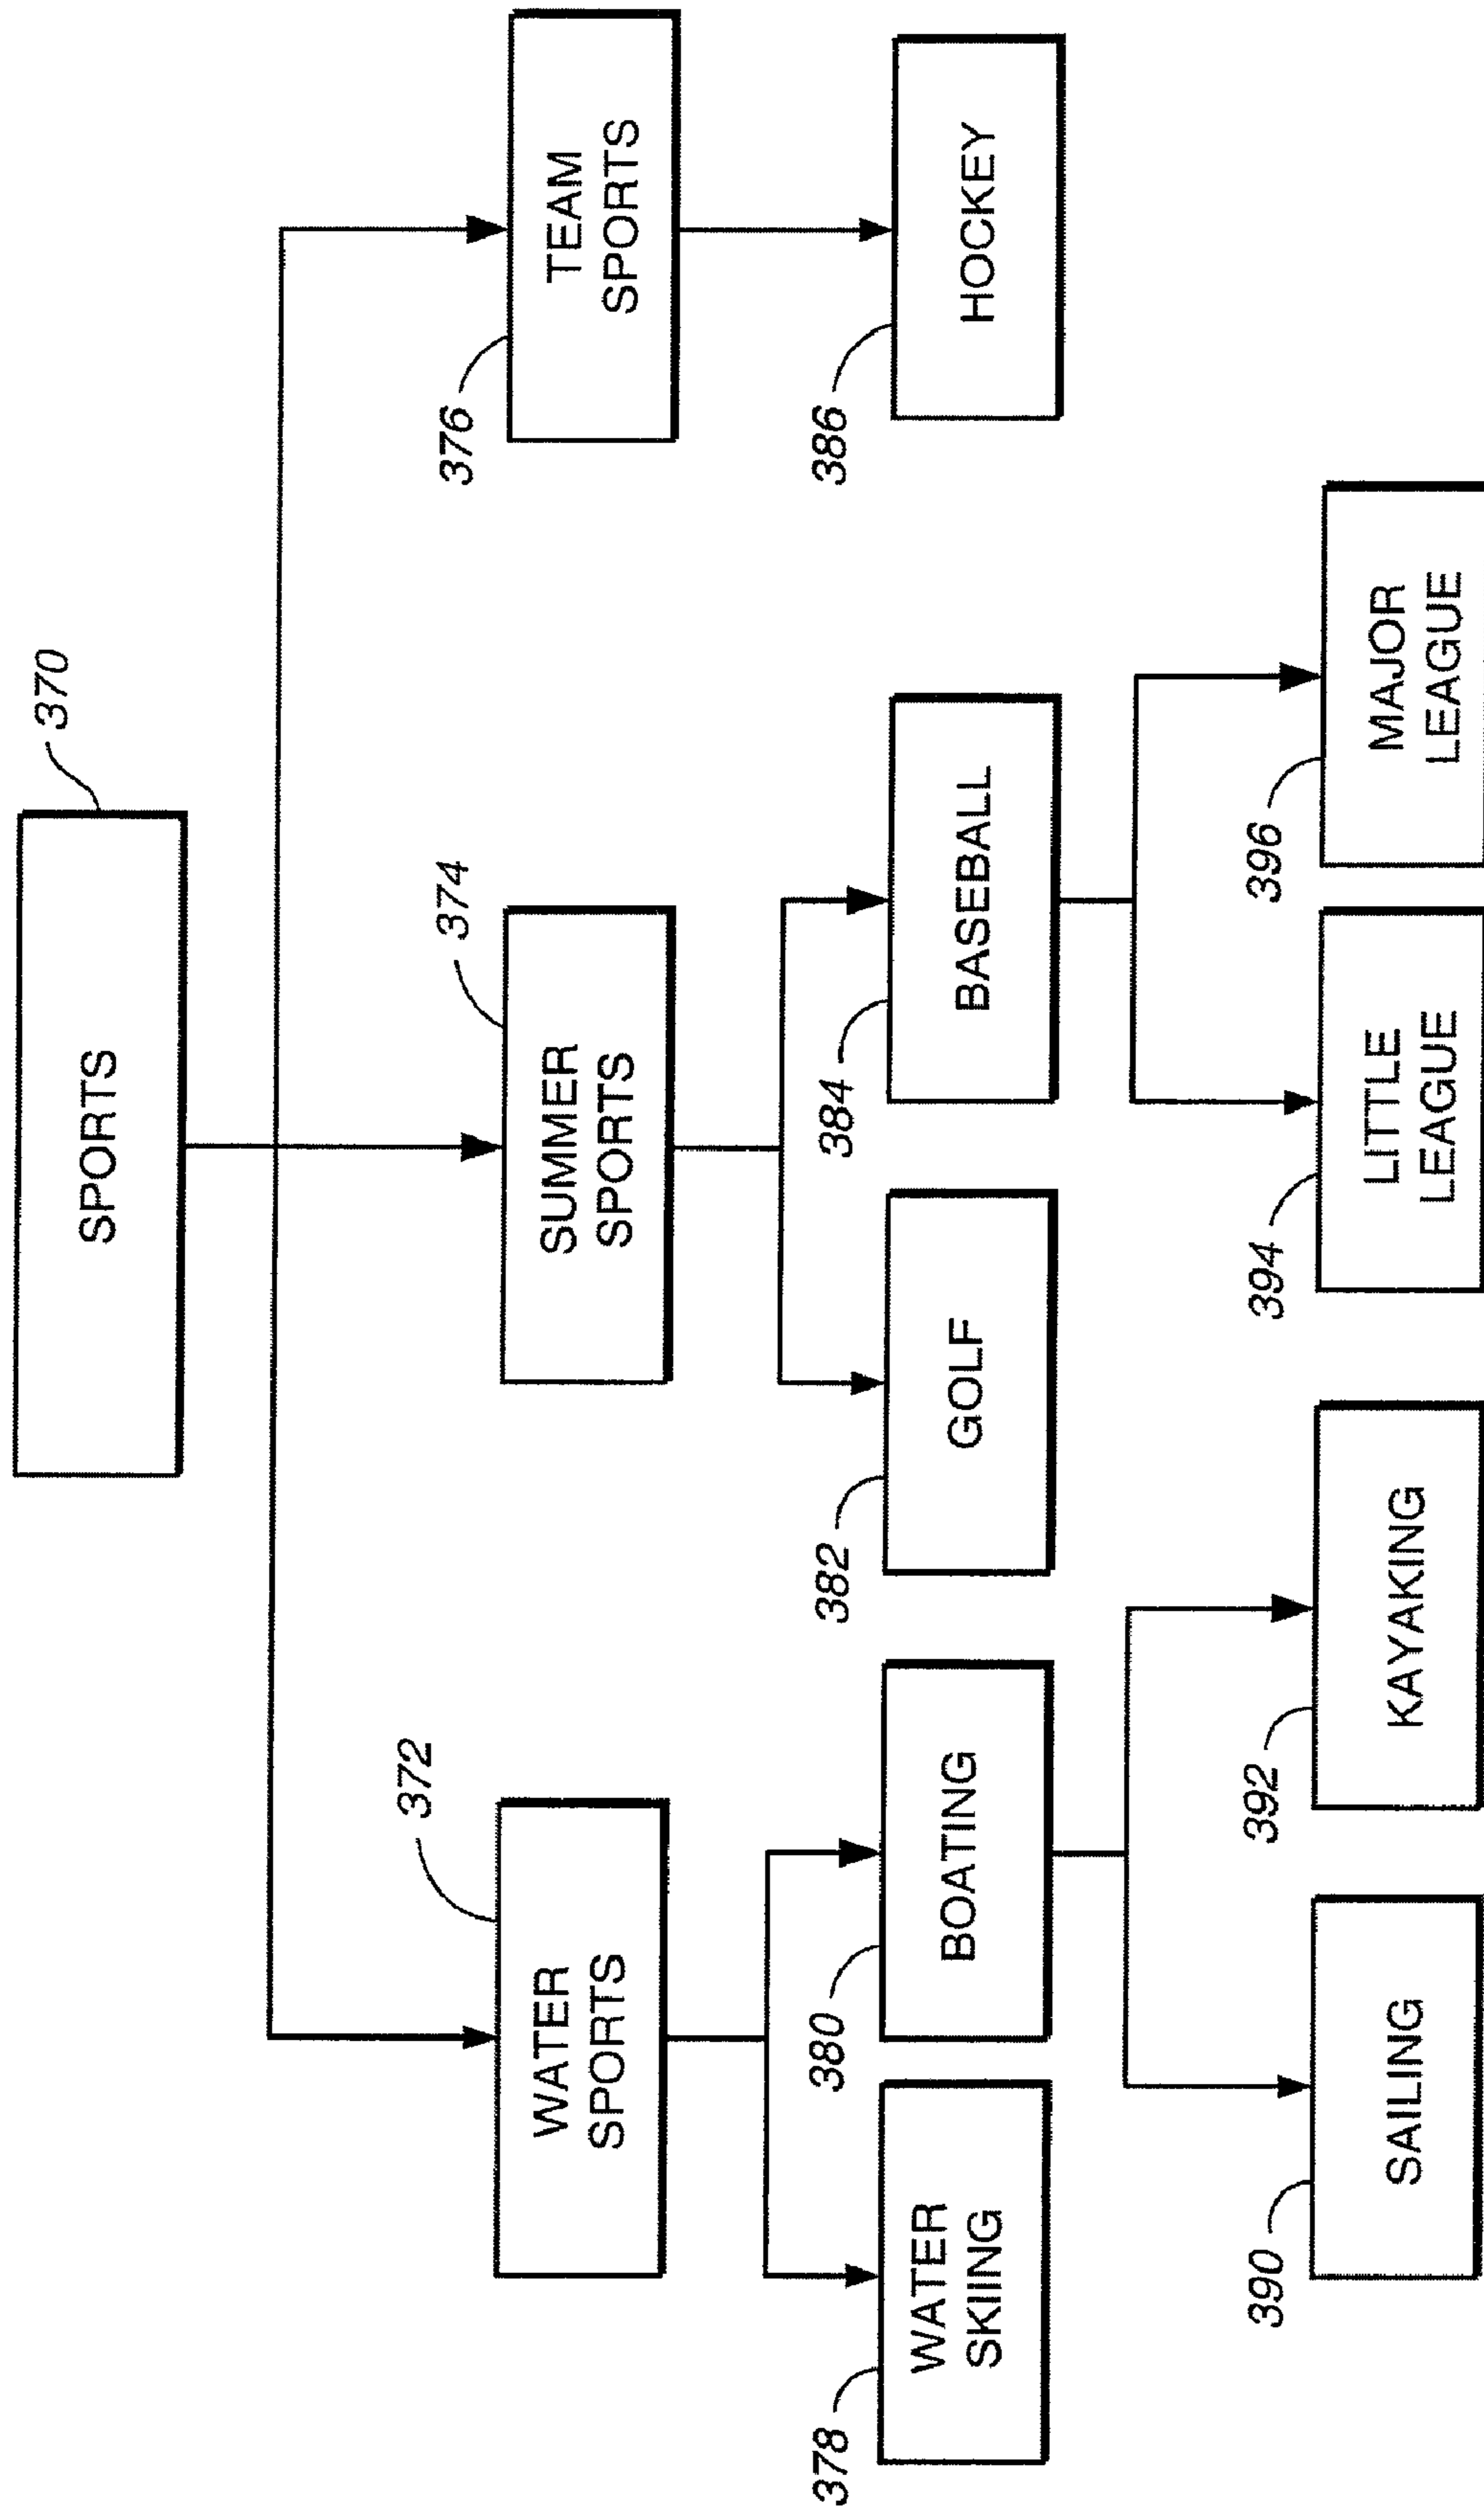 SPORTS
370
WATER
SPORTS
372
SUMMER
SPORTS
374
TEAM
SPORTS
376
WATER
SKIING
378
BOATING
380
GOLF
382
BASEBALL
384
HOCKEY
386
SAILING
390
KAYAKING
392
LITTLE
LEAGUE
394
MAJOR
LEAGUE
396